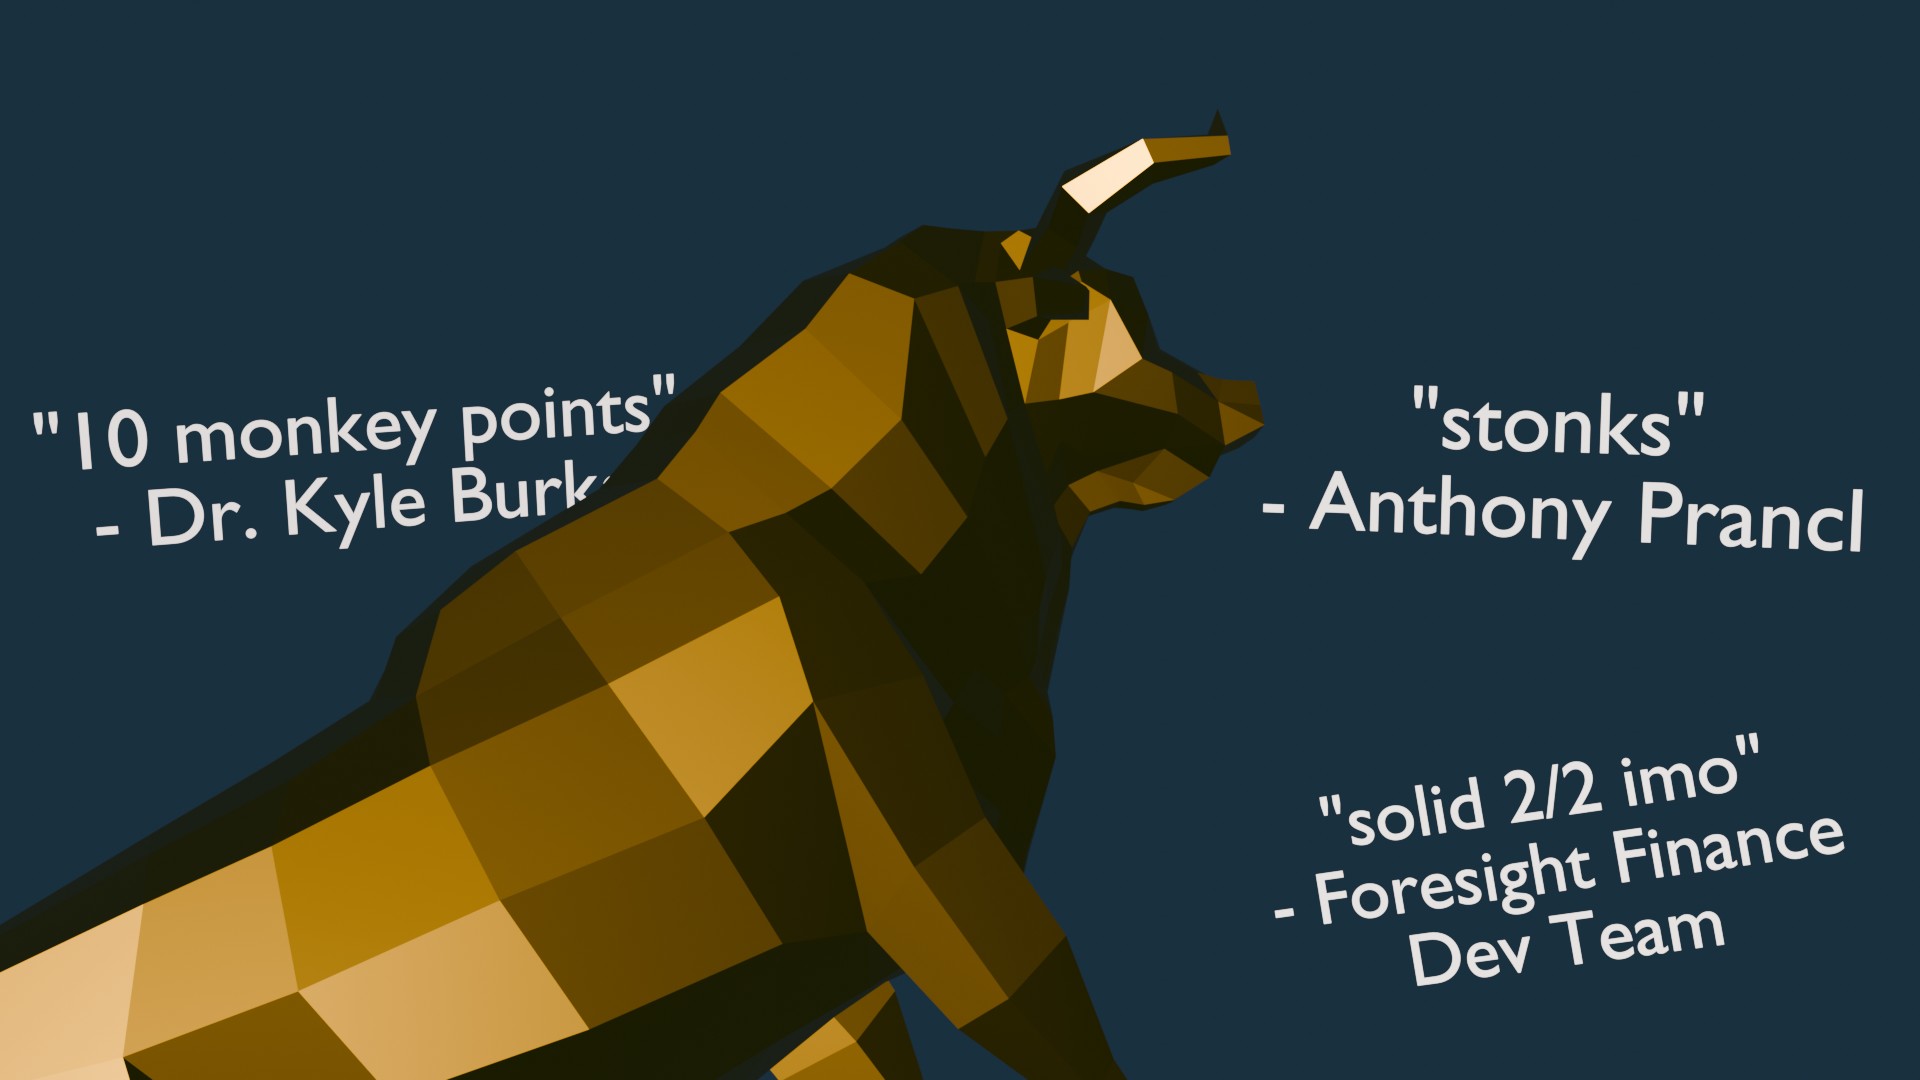 "10 monkey points"
- Dr. Kyle
"stonks"
- Anthony Prancl
"solid 2/2 imo"
- Foresight Finance
Dev Team